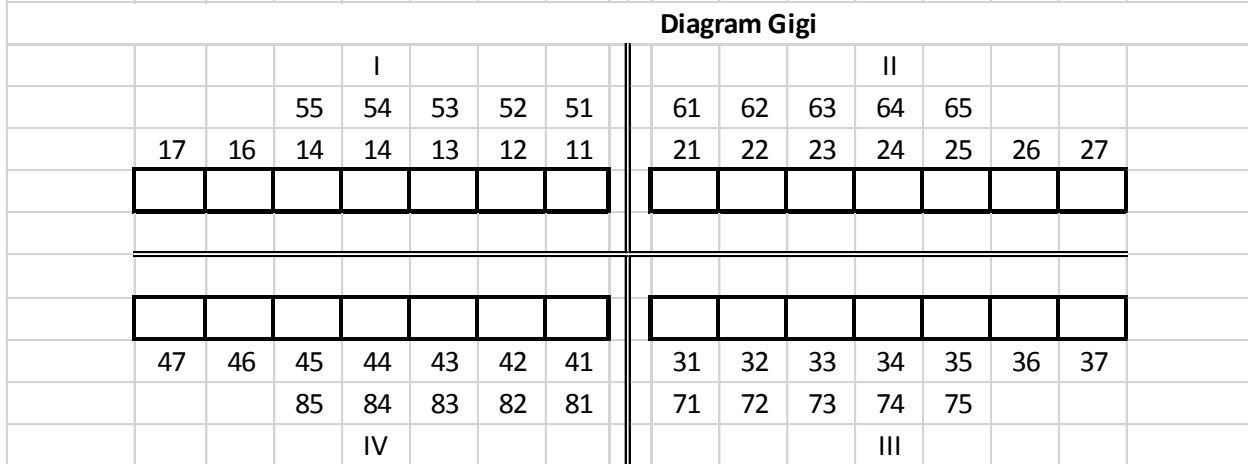 Diagram Gigi
I II
55 54 53 52 51 61 62 63 64 65
17 16 14 14 13 12 11 21 22 23 24 25 26 27
47 46 45 44 43 42 41 31 32 33 34 35 36 37
85 84 83 82 81 71 72 73 74 75
IV III